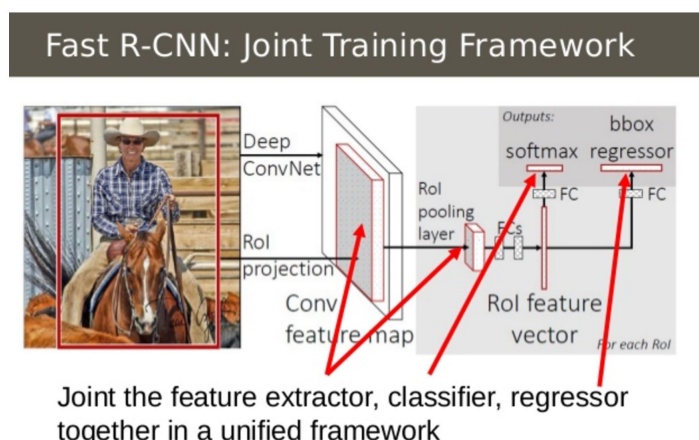 Fast R-CNN: Joint Training Framework
Deep
ConvNet
RoI
projection
Conv
feature map
RoI
pooling
layer
FCs
Outputs:
softmax
bbox
regressor
FC
FC
RoI feature
vector
For each RoI
Joint the feature extractor, classifier, regressor
together in a unified framework